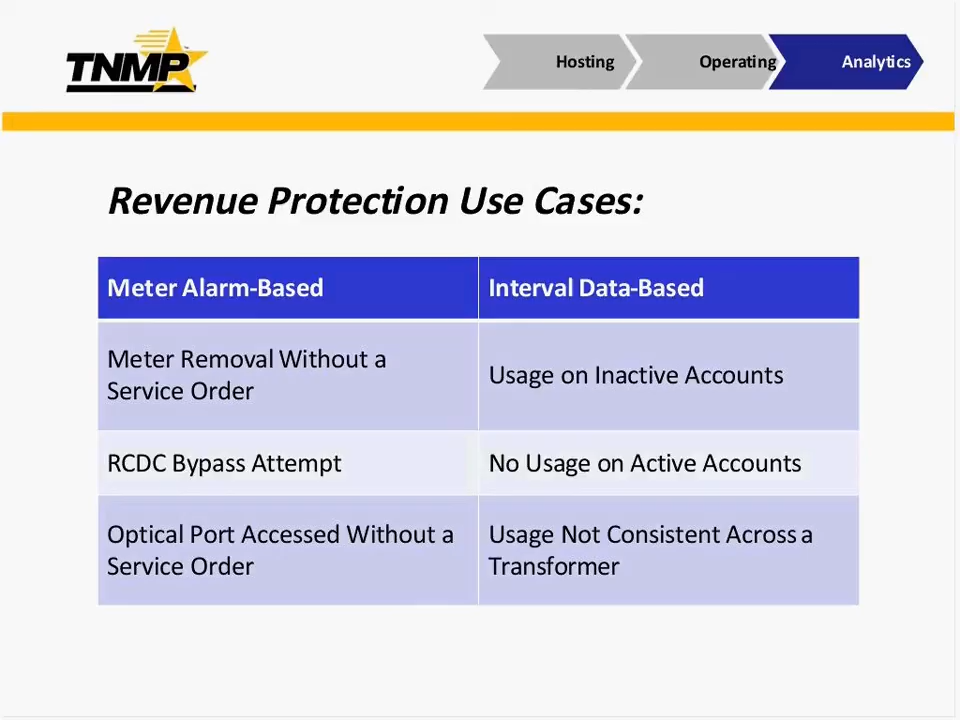 TNMP
Hosting
Operating
Analytics
Revenue Protection Use Cases:
Meter Alarm-Based
Interval Data-Based
Meter Removal Without a
Service Order
Usage on Inactive Accounts
RCDC Bypass Attempt
No Usage on Active Accounts
Optical Port Accessed Without a
Service Order
Usage Not Consistent Across a
Transformer